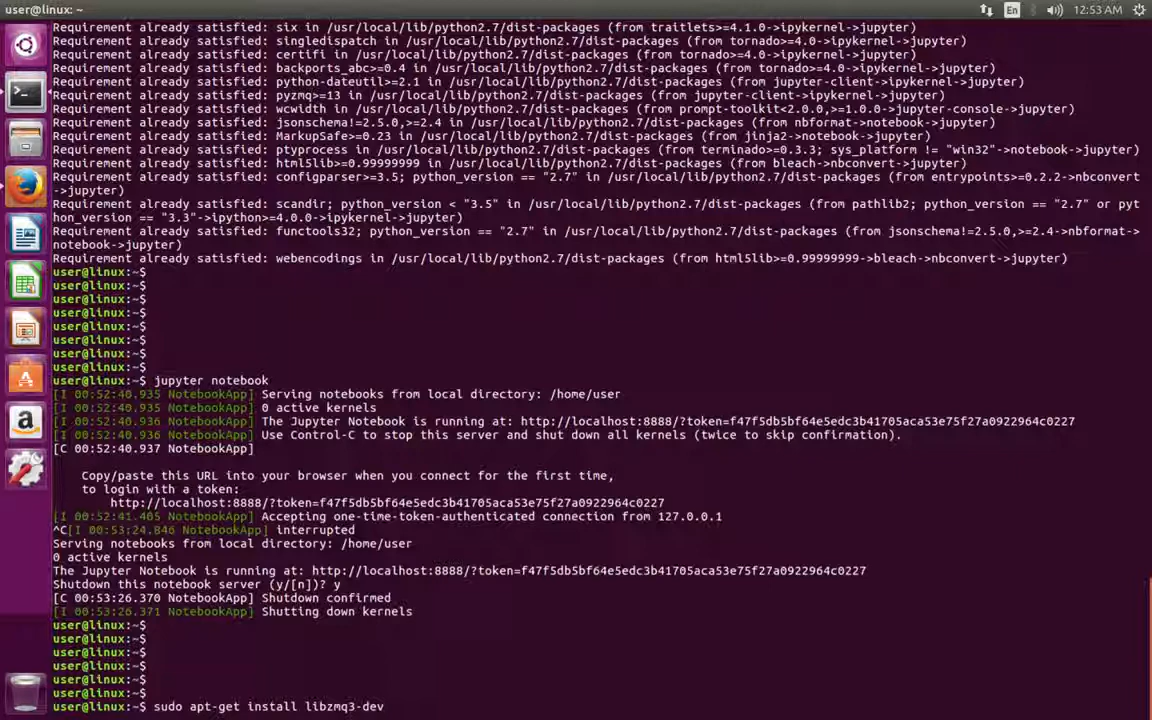 user@linux: ~
En
12:53 AM
Requirement already satisfied: six in /usr/local/lib/python2.7/dist-packages (from traitlets>=4.1.0->ipykernel->jupyter)
Requirement already satisfied: singledispatch in /usr/local/lib/python2.7/dist-packages (from tornado>=4.0->ipykernel->jupyter)
Requirement already satisfied: certifi in /usr/local/lib/python2.7/dist-packages (from tornado>=4.0->ipykernel->jupyter)
Requirement already satisfied: backports_abc>=0.4 in /usr/local/lib/python2.7/dist-packages (from tornado>=4.0->ipykernel->jupyter)
Requirement already satisfied: python-dateutil>=2.1 in /usr/local/lib/python2.7/dist-packages (from jupyter-client->ipykernel->jupyter)
Requirement already satisfied: pyzmq>=13 in /usr/local/lib/python2.7/dist-packages (from jupyter-client->ipykernel->jupyter)
Requirement already satisfied: wcwidth in /usr/local/lib/python2.7/dist-packages (from prompt-toolkit<2.0.0,>=1.0.0->jupyter-console->jupyter)
Requirement already satisfied: jsonschema!=2.5.0,>=2.4 in /usr/local/lib/python2.7/dist-packages (from nbformat->notebook->jupyter)
Requirement already satisfied: MarkupSafe>=0.23 in /usr/local/lib/python2.7/dist-packages (from jinja2->notebook->jupyter)
Requirement already satisfied: ptyprocess in /usr/local/lib/python2.7/dist-packages (from terminado>=0.3.3; sys_platform != "win32"->notebook->jupyter)
Requirement already satisfied: html5lib>=0.99999999 in /usr/local/lib/python2.7/dist-packages (from bleach->nbconvert->jupyter)
Requirement already satisfied: configparser>=3.5; python_version == "2.7" in /usr/local/lib/python2.7/dist-packages (from entrypoints>=0.2.2->nbconvert
->jupyter)
Requirement already satisfied: scandir; python_version < "3.5" in /usr/local/lib/python2.7/dist-packages (from pathlib2; python_version == "2.7" or pyt
hon_version == "3.3"->ipython>=4.0.0->ipykernel->jupyter)
Requirement already satisfied: functools32; python_version == "2.7" in /usr/local/lib/python2.7/dist-packages (from jsonschema!=2.5.0,>=2.4->nbformat->
notebook->jupyter)
Requirement already satisfied: webencodings in /usr/local/lib/python2.7/dist-packages (from html5lib>=0.99999999->bleach->nbconvert->jupyter)
user@linux:~$
user@linux:~$
user@linux:~$
user@linux:~$
user@linux:~$
user@linux:~$
user@linux:~$
user@linux:~$
user@linux:~$ jupyter notebook
[I 00:52:40.935 NotebookApp] Serving notebooks from local directory: /home/user
[I 00:52:40.935 NotebookApp] 0 active kernels
[I 00:52:40.936 NotebookApp] The Jupyter Notebook is running at: http://localhost:8888/?token=f47f5db5bf64e5edc3b41705aca53e75f27a0922964c0227
[I 00:52:40.936 NotebookApp] Use Control-C to stop this server and shut down all kernels (twice to skip confirmation).
[C 00:52:40.937 NotebookApp]
Copy/paste this URL into your browser when you connect for the first time,
to login with a token:
http://localhost:8888/?token=f47f5db5bf64e5edc3b41705aca53e75f27a0922964c0227
[I 00:52:41.405 NotebookApp] Accepting one-time-token-authenticated connection from 127.0.0.1
^C[I 00:53:24.846 NotebookApp] interrupted
Serving notebooks from local directory: /home/user
0 active kernels
The Jupyter Notebook is running at: http://localhost:8888/?token=f47f5db5bf64e5edc3b41705aca53e75f27a0922964c0227
Shutdown this notebook server (y/[n])? y
[C 00:53:26.370 NotebookApp] Shutdown confirmed
[I 00:53:26.371 NotebookApp] Shutting down kernels
user@linux:~$
user@linux:~$
user@linux:~$
user@linux:~$
user@linux:~$
user@linux:~$
user@linux:~$ sudo apt-get install libzmq3-dev